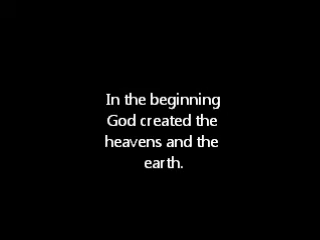 In the beginning
God created the
heavens and the
earth.